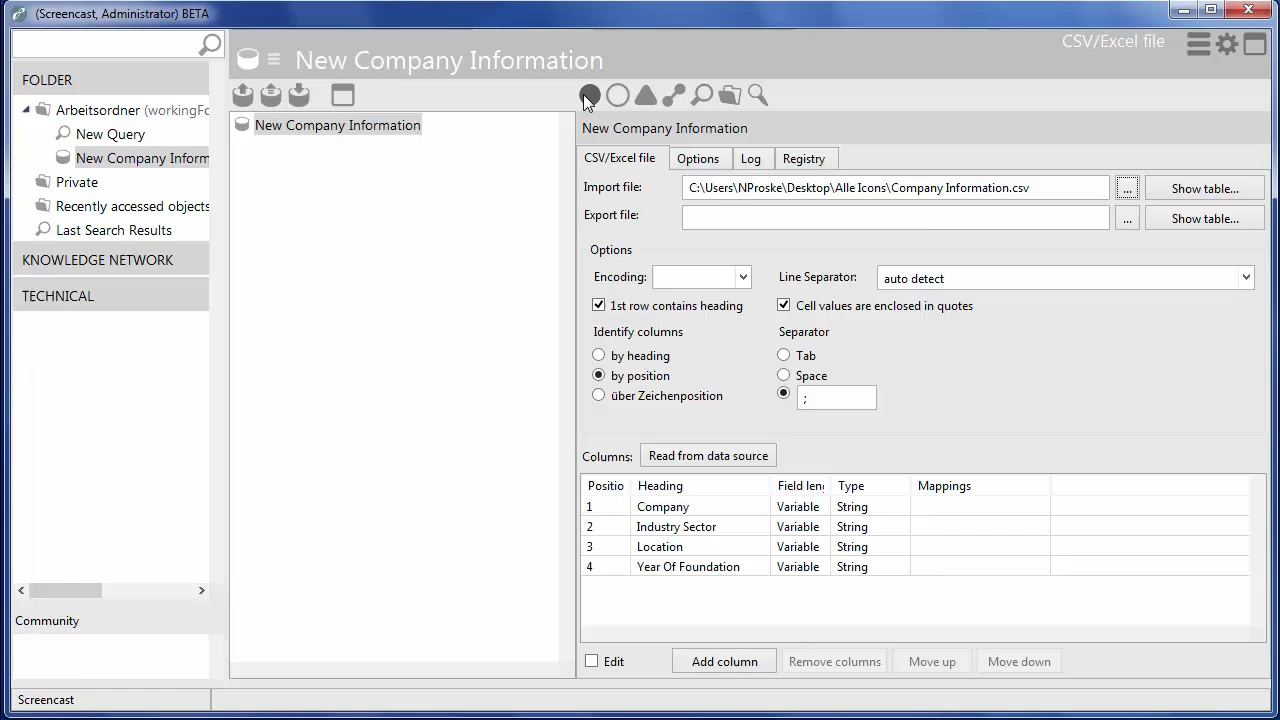 (Screencast, Administrator) BETA
CSV/Excel file
New Company Information
FOLDER
Arbeitsordner (workingFo
New Query
New Company Inform
Private
Recently accessed objects
Last Search Results
KNOWLEDGE NETWORK
TECHNICAL
Community
Screencast
New Company Information
New Company Information
CSV/Excel file Options Log Registry
Import file: C:\Users\NProske\Desktop\Alle Icons\Company Information.csv ... Show table...
Export file: ... Show table...
Options
Encoding: Line Separator: auto detect
1st row contains heading Cell values are enclosed in quotes
Identify columns Separator
by heading Tab
by position Space
über Zeichenposition ;
Columns: Read from data source
Positio Heading Field leng Type Mappings
1 Company Variable String
2 Industry Sector Variable String
3 Location Variable String
4 Year Of Foundation Variable String
Edit Add column Remove columns Move up Move down